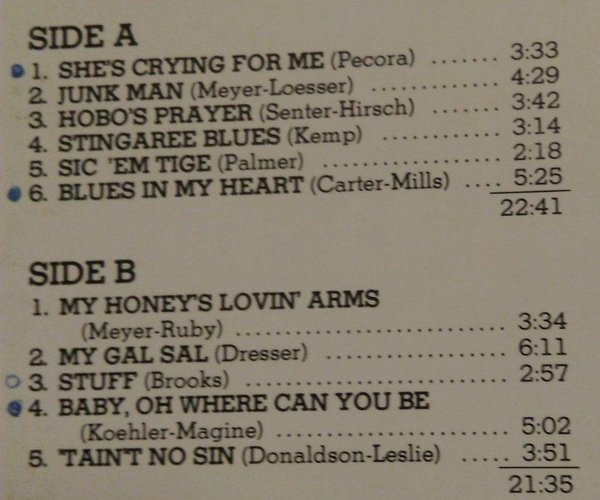 SIDE A
1. SHE'S CRYING FOR ME (Pecora) ....... 3:33
2. JUNK MAN (Meyer-Loesser) ............. 4:29
3. HOBO'S PRAYER (Senter-Hirsch) ....... 3:42
4. STINGAREE BLUES (Kemp) ............ 3:14
5. SIC 'EM TIGE (Palmer) .................. 2:18
6. BLUES IN MY HEART (Carter-Mills) .... 5:25
22:41
SIDE B
1. MY HONEY'S LOVIN' ARMS
(Meyer-Ruby) ........................... 3:34
2. MY GAL SAL (Dresser) .................. 6:11
3. STUFF (Brooks) .......................... 2:57
4. BABY, OH WHERE CAN YOU BE
(Koehler-Magine) ....................... 5:02
5. 'TAIN'T NO SIN (Donaldson-Leslie) ..... 3:51
21:35